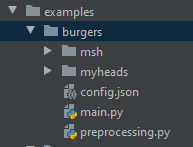 examples
burgers
msh
myheads
config.json
main.py
preprocessing.py